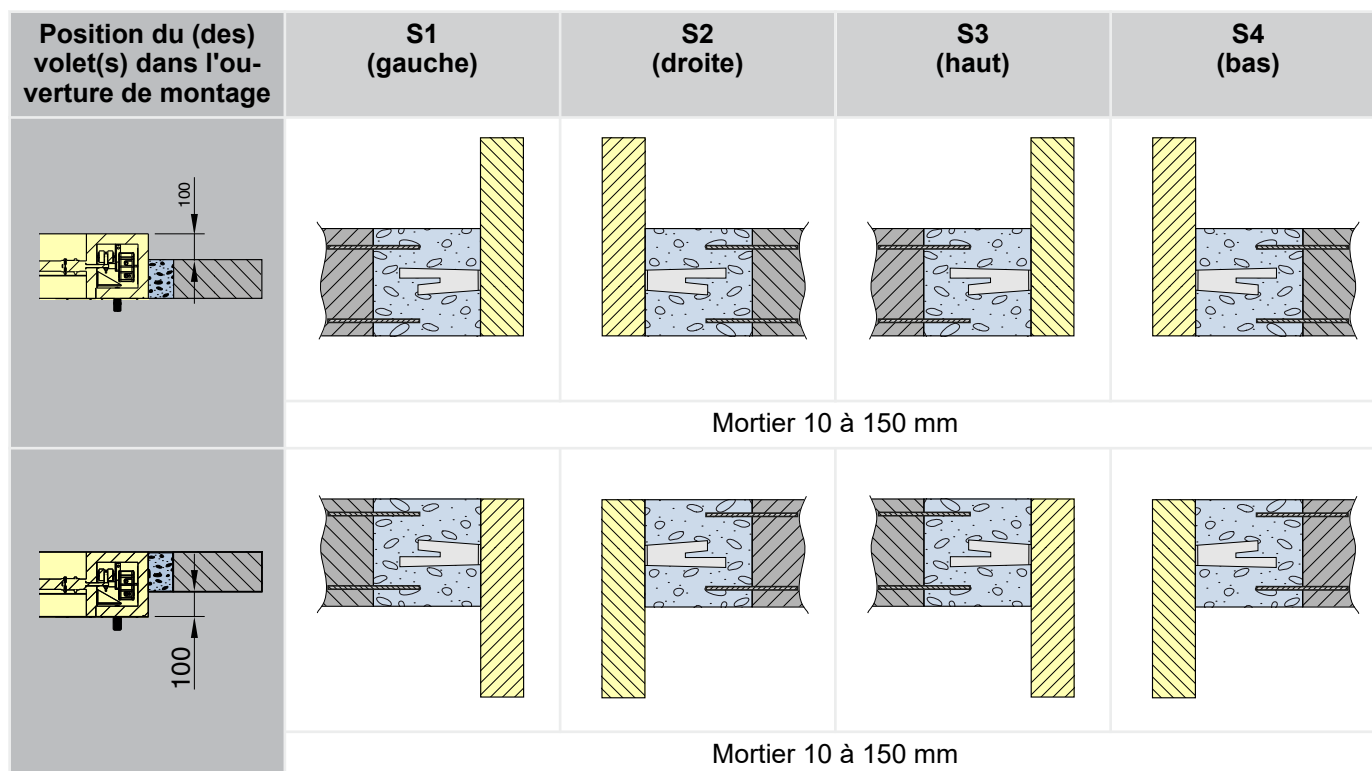 Position du (des)
volet(s) dans l'ou-
verture de montage
S1
(gauche)
S2
(droite)
S3
(haut)
S4
(bas)
100
Mortier 10 à 150 mm
100
Mortier 10 à 150 mm